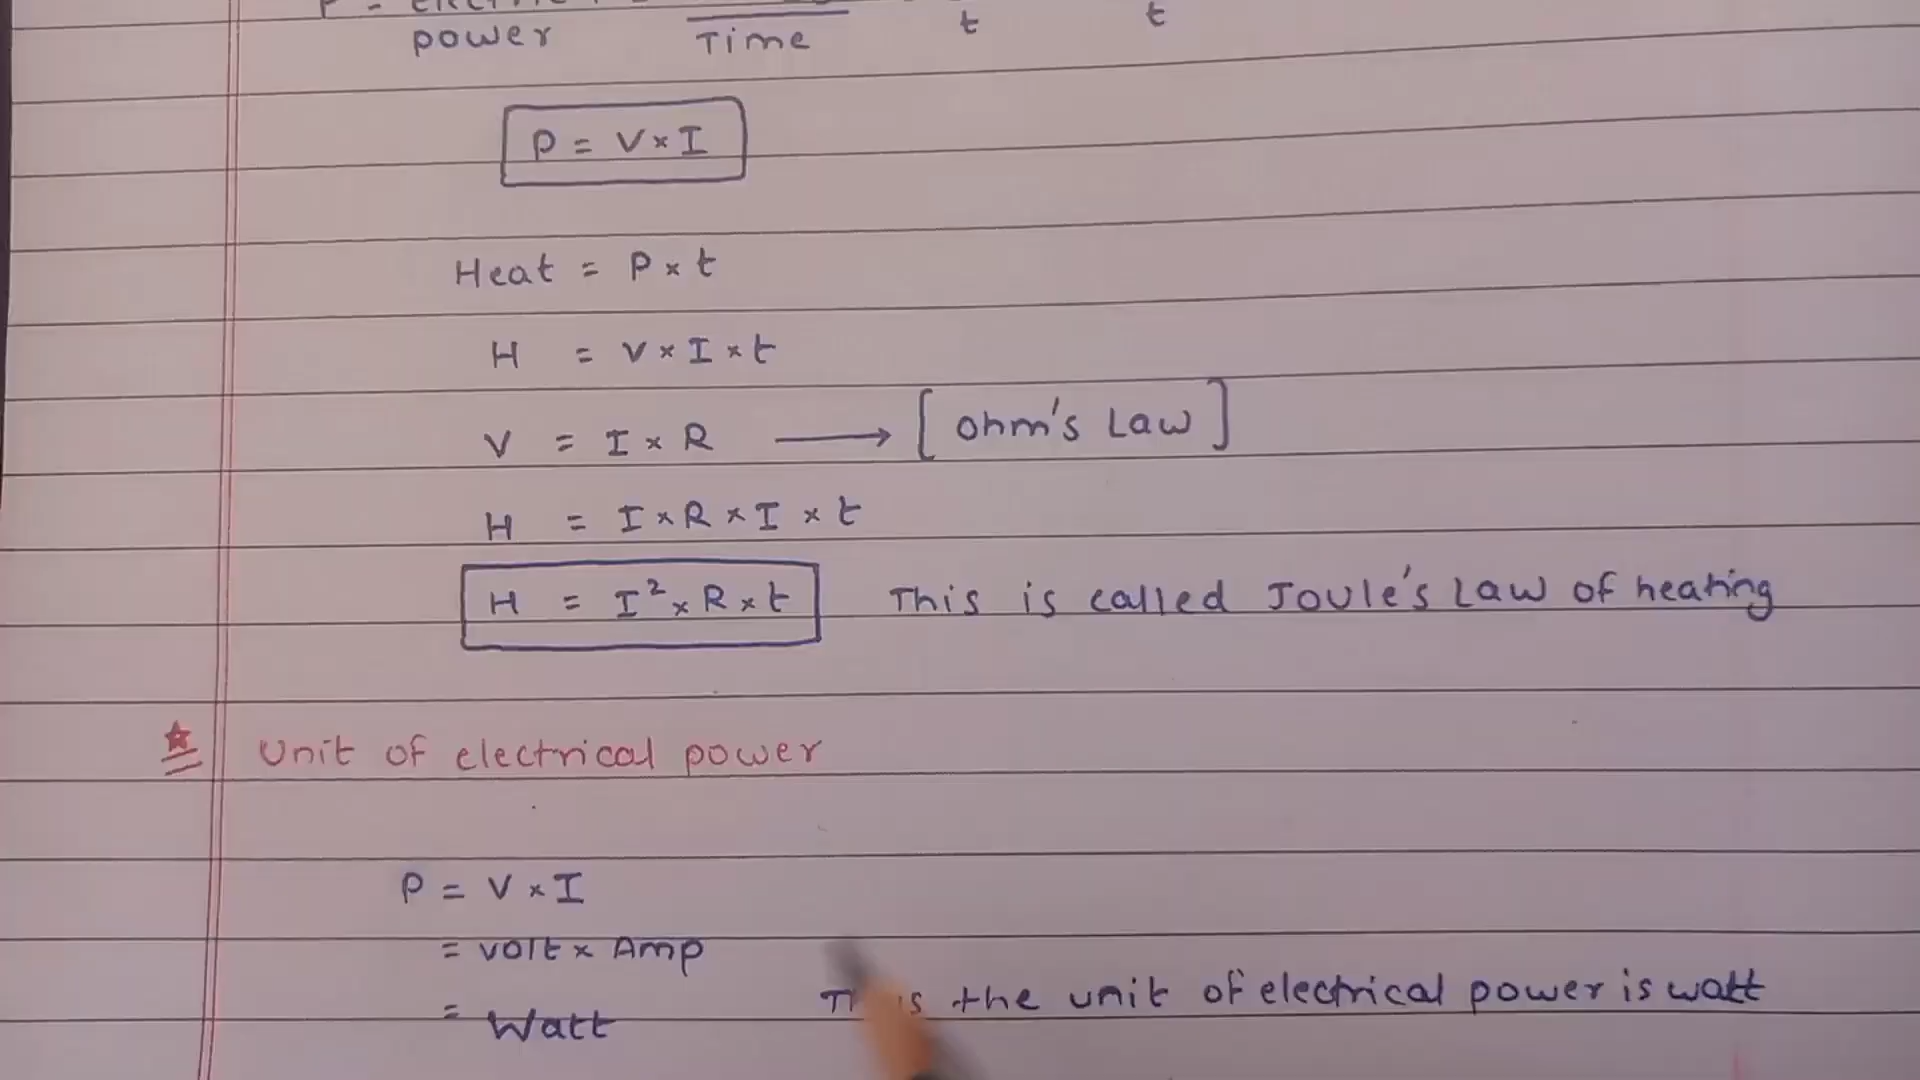 P =
power Time t t
P = V × I
Heat = P × t
H = V × I × t
V = I × R → [ Ohm's Law ]
H = I × R × I × t
H = I² × R × t This is called Joule's Law of heating
Unit of electrical power
P = V × I
= volt × Amp
= Watt the unit of electrical power is watt